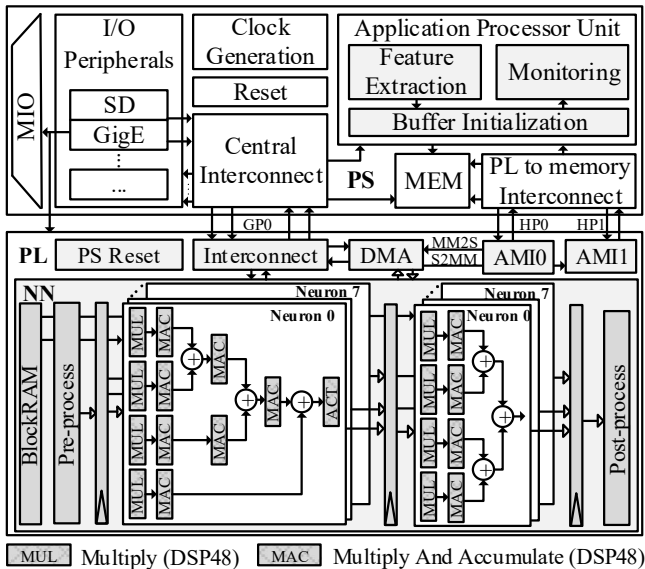 I/O
Peripherals
Clock
Generation
Reset
Application Processor Unit
Feature
Extraction
Monitoring
Buffer Initialization
MIO
SD
GigE
...
Central
Interconnect
PS
MEM
PL to memory
Interconnect
GP0
HP0
HP1
PL
PS Reset
Interconnect
DMA
MM2S
S2MM
AMI0
AMI1
NN
Neuron 7
Neuron 0
BlockRAM
Pre-process
MUL
MAC
MAC
MUL
MAC
MAC
ACT
MUL
MAC
MAC
MUL
MAC
Neuron 7
Neuron 0
MUL
MAC
MUL
MAC
MUL
MAC
MUL
MAC
Post-process
MUL Multiply (DSP48) MAC Multiply And Accumulate (DSP48)